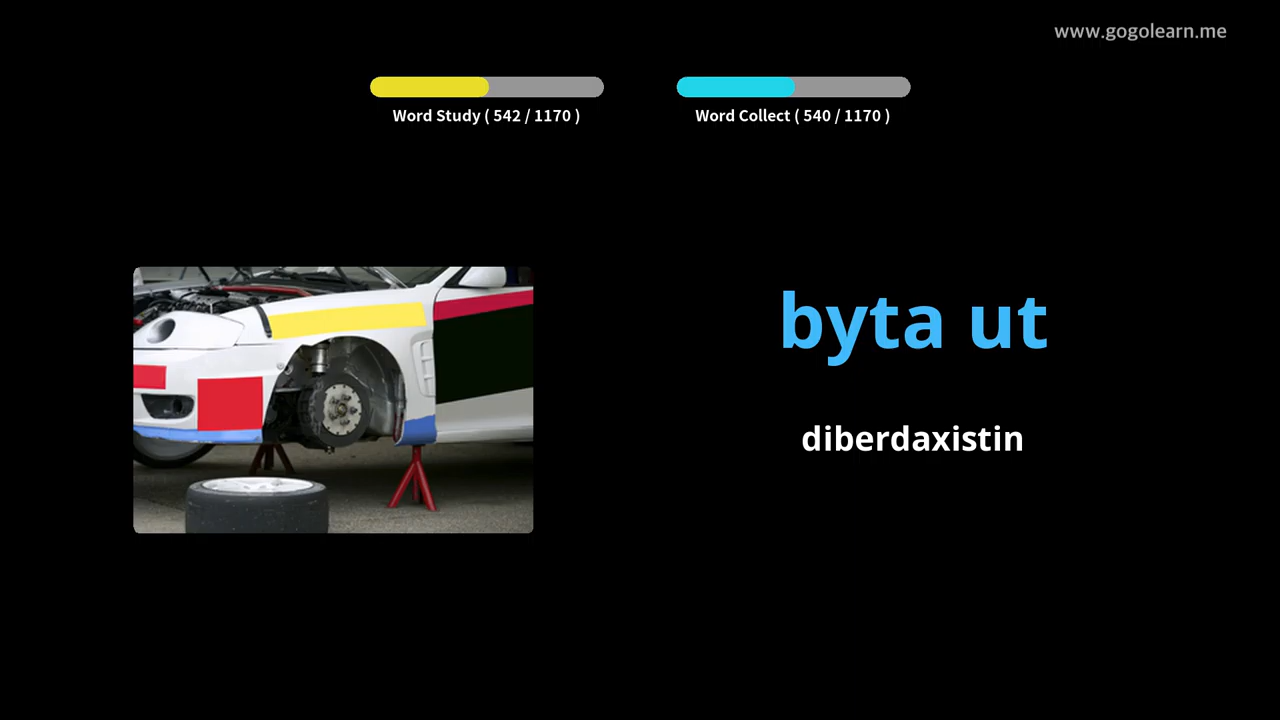 www.gogolearn.me
Word Study ( 542 / 1170 )
Word Collect ( 540 / 1170 )
byta ut
diberdaxistin